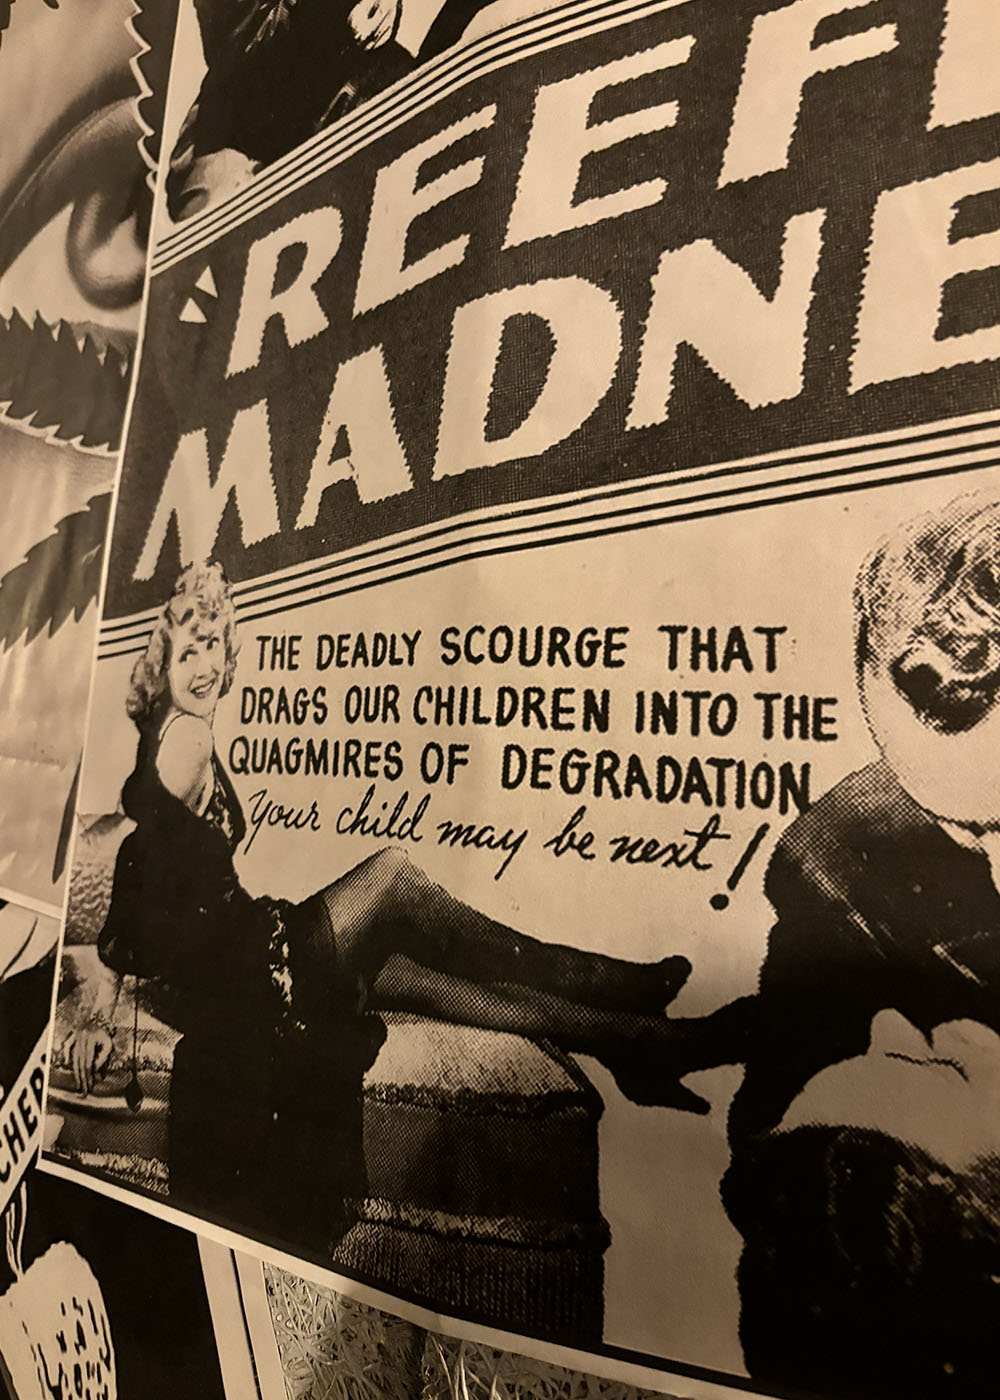 REEF
MADNE
THE DEADLY SCOURGE THAT
DRAGS OUR CHILDREN INTO THE
QUAGMIRES OF DEGRADATION
Your child may be next!
CHER